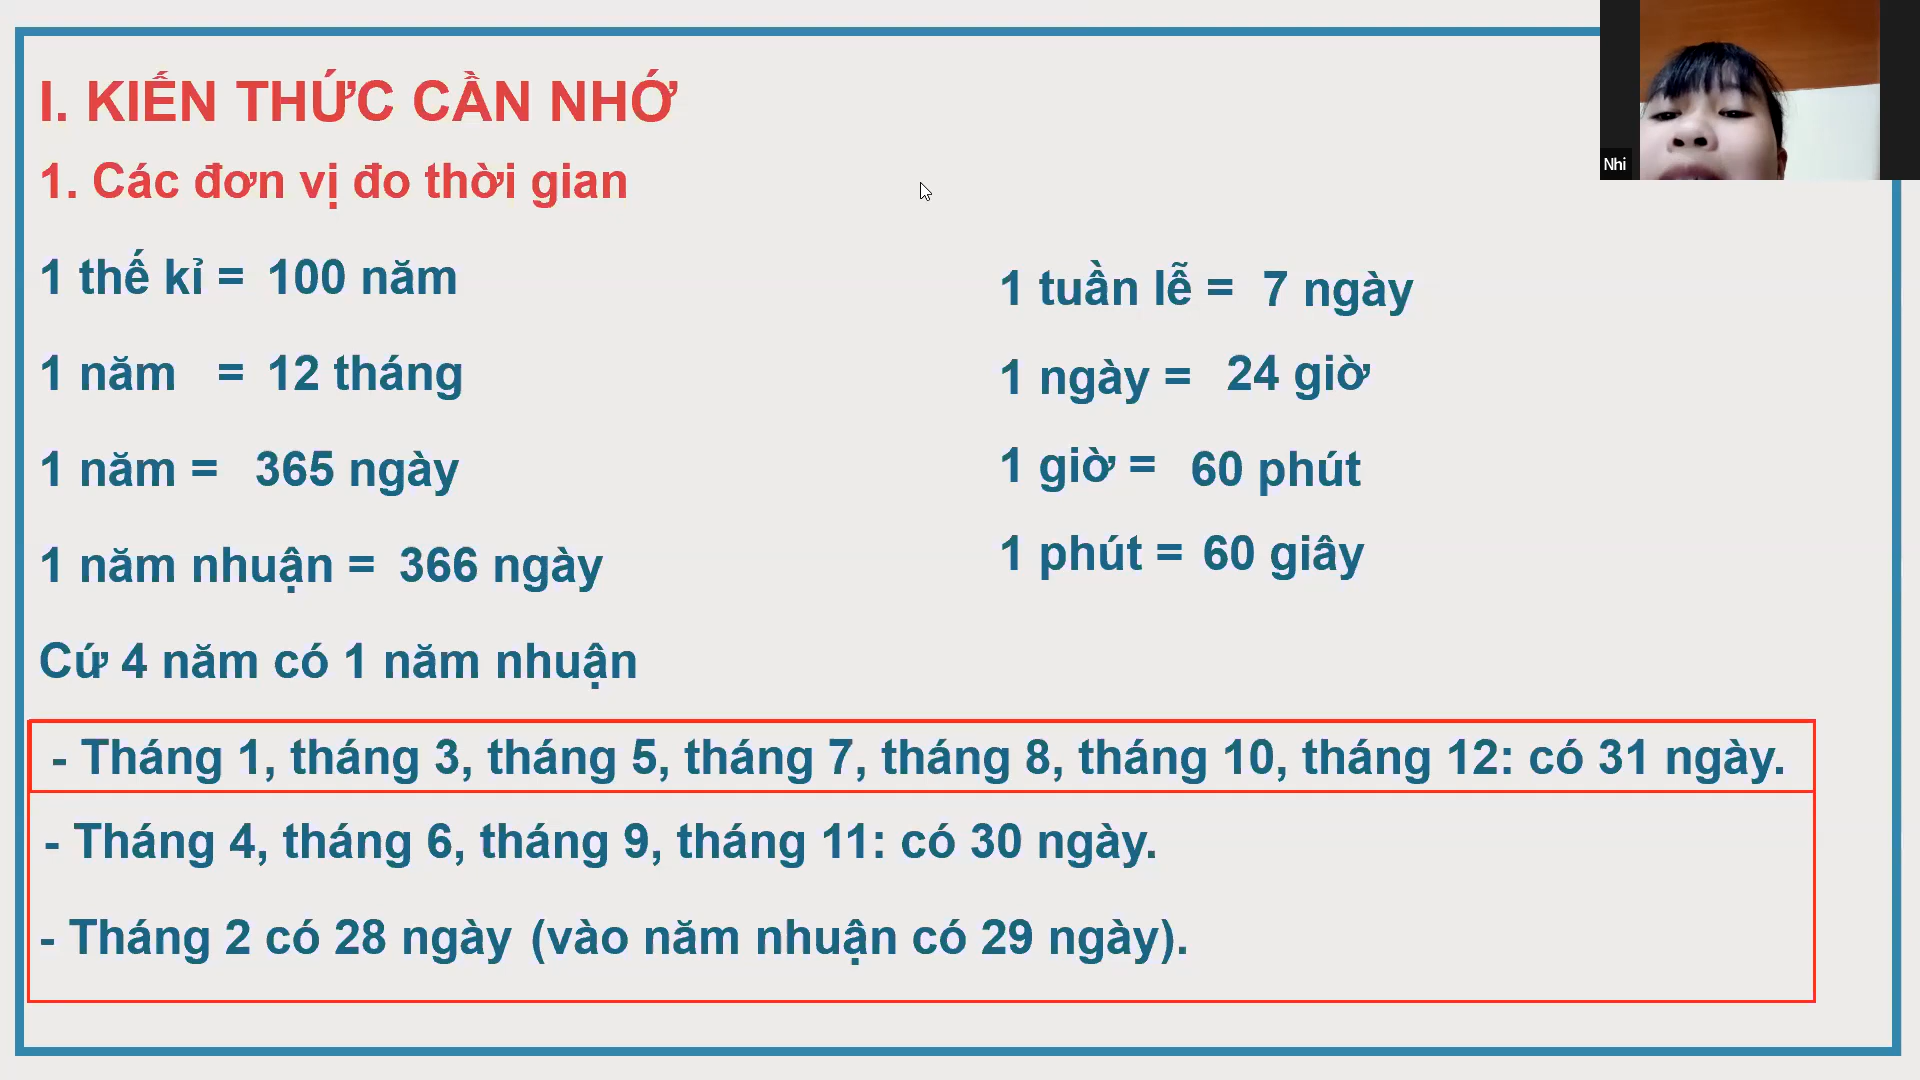 I. KIẾN THỨC CẦN NHỚ
1. Các đơn vị đo thời gian
1 thế kỉ = 100 năm
1 năm = 12 tháng
1 năm = 365 ngày
1 năm nhuận = 366 ngày
Cứ 4 năm có 1 năm nhuận
1 tuần lễ = 7 ngày
1 ngày = 24 giờ
1 giờ = 60 phút
1 phút = 60 giây
- Tháng 1, tháng 3, tháng 5, tháng 7, tháng 8, tháng 10, tháng 12: có 31 ngày.
- Tháng 4, tháng 6, tháng 9, tháng 11: có 30 ngày.
- Tháng 2 có 28 ngày (vào năm nhuận có 29 ngày).
Nhi